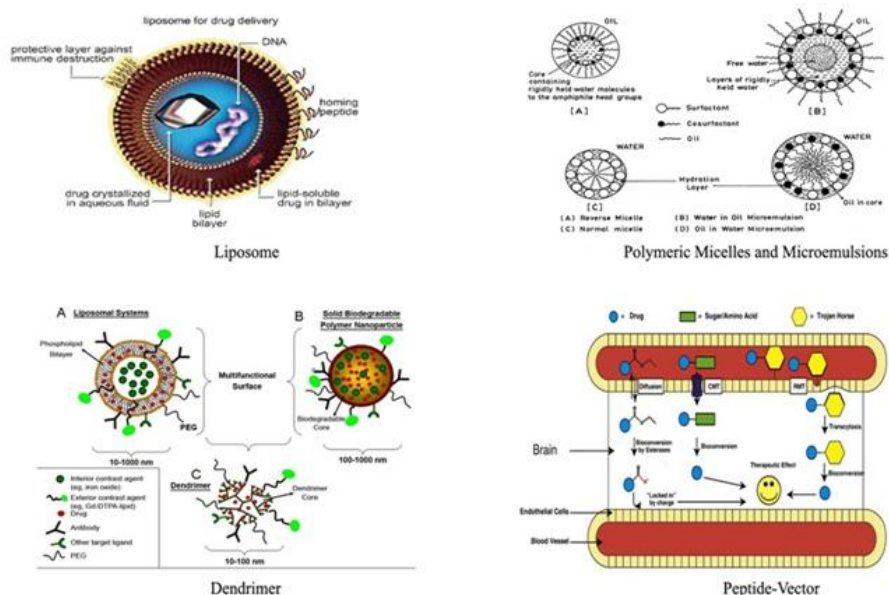 liposome for drug delivery
DNA
protective layer against
immune destruction
homing
peptide
drug crystallized
in aqueous fluid
lipid
bilayer
lipid-soluble
drug in bilayer
Liposome
OIL
Core
containing
rigidly held water molecules
to the amphiphile head groups
[A]
OIL
Free water
Layers of rigidly
held water
[B]
Surfactant
Cosurfactant
Oil
WATER
Hydration
Layer
[C]
WATER
Oil in core
[D]
(A) Reverse Micelle
(B) Water in Oil Microemulsion
(C) Normal micelle
(D) Oil in Water Microemulsion
Polymeric Micelles and Microemulsions
A
Liposomal Systems
Phospholipid
Bilayer
PEG
10-1000 nm
Multifunctional
Surface
B
Solid Biodegradable
Polymer Nanoparticle
Biodegradable
Core
100-1000 nm
C
Dendrimer
Dendrimer
Core
10-100 nm
Interior contrast agent
(eg, iron oxide)
Exterior contrast agent
(eg, Gd-DTPA-lipid)
Drug
Antibody
Other target ligand
PEG
Dendrimer
+ Drug
+ Sugar/Amino Acid
+ Trojan Horse
Diffusion
CMT
RMT
Transcytosis
Brain
Bioconversion
by Esterases
Bioconversion
Bioconversion
Therapeutic Effect
"Locked in"
by charge
Endothelial Cells
Blood Vessel
Peptide-Vector